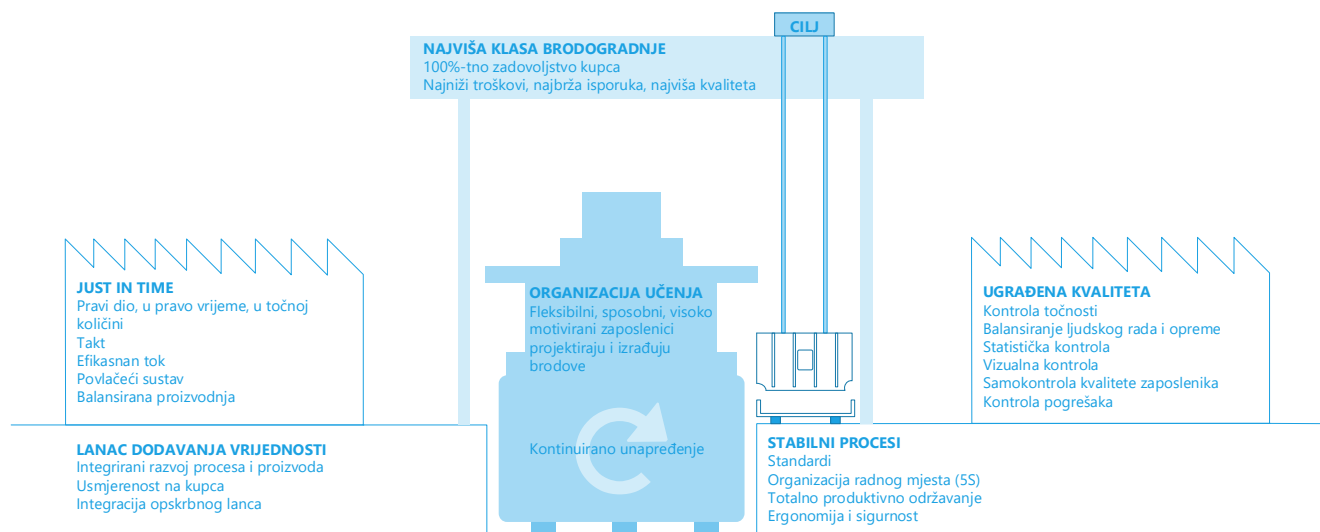 CILJ
NAJVIŠA KLASA BRODOGRADNJE
100%-tno zadovoljstvo kupca
Najniži troškovi, najbrža isporuka, najviša kvaliteta
JUST IN TIME
Pravi dio, u pravo vrijeme, u točnoj
količini
Takt
Efikasnan tok
Povlačeći sustav
Balansirana proizvodnja
ORGANIZACIJA UČENJA
Fleksibilni, sposobni, visoko
motivirani zaposlenici
projektiraju i izrađuju
brodove
Kontinuirano unapređenje
UGRAĐENA KVALITETA
Kontrola točnosti
Balansiranje ljudskog rada i opreme
Statistička kontrola
Vizualna kontrola
Samokontrola kvalitete zaposlenika
Kontrola pogrešaka
LANAC DODAVANJA VRIJEDNOSTI
Integrirani razvoj procesa i proizvoda
Usmjerenost na kupca
Integracija opskrbnog lanca
STABILNI PROCESI
Standardi
Organizacija radnog mjesta (5S)
Totalno produktivno održavanje
Ergonomija i sigurnost